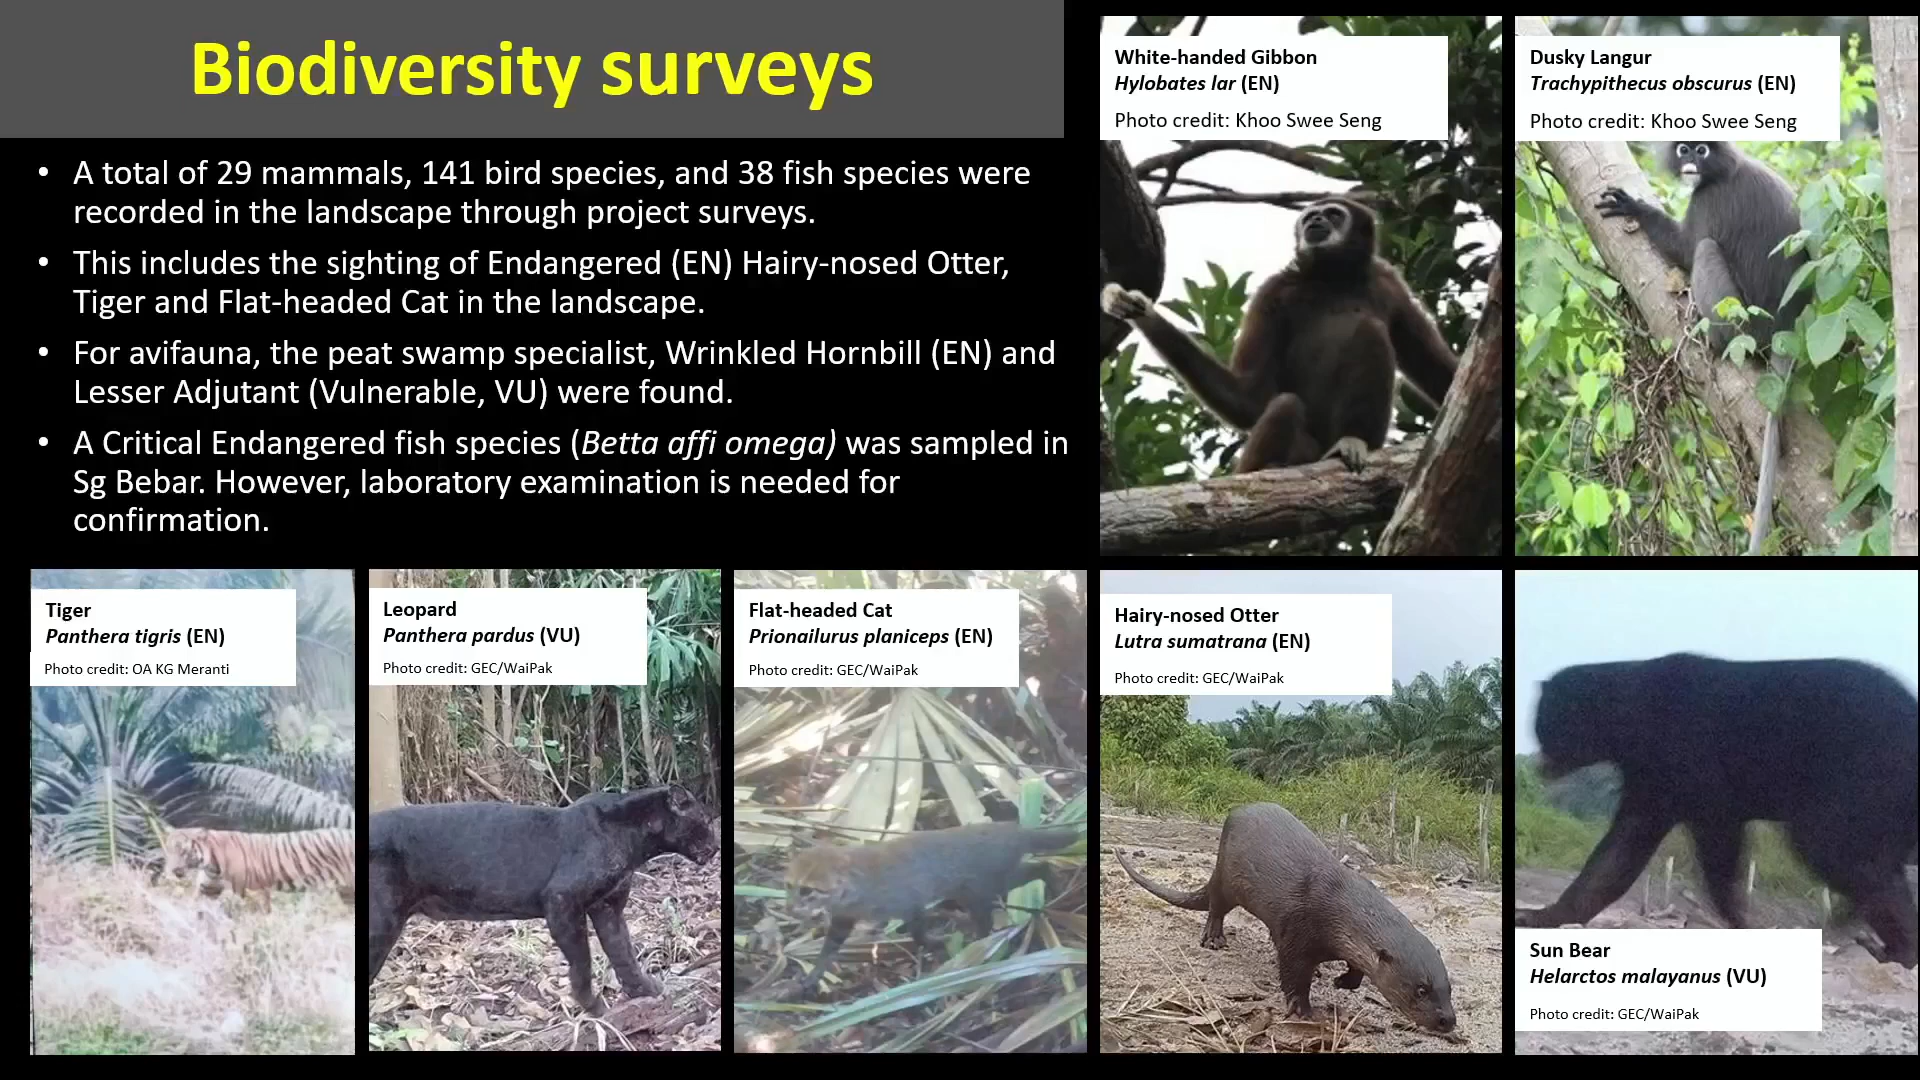 Biodiversity surveys
• A total of 29 mammals, 141 bird species, and 38 fish species were
recorded in the landscape through project surveys.
• This includes the sighting of Endangered (EN) Hairy-nosed Otter,
Tiger and Flat-headed Cat in the landscape.
• For avifauna, the peat swamp specialist, Wrinkled Hornbill (EN) and
Lesser Adjutant (Vulnerable, VU) were found.
• A Critical Endangered fish species (Betta affi omega) was sampled in
Sg Bebar. However, laboratory examination is needed for
confirmation.
White-handed Gibbon
Hylobates lar (EN)
Photo credit: Khoo Swee Seng
Dusky Langur
Trachypithecus obscurus (EN)
Photo credit: Khoo Swee Seng
Tiger
Panthera tigris (EN)
Photo credit: OA KG Meranti
Leopard
Panthera pardus (VU)
Photo credit: GEC/WaiPak
Flat-headed Cat
Prionailurus planiceps (EN)
Photo credit: GEC/WaiPak
Hairy-nosed Otter
Lutra sumatrana (EN)
Photo credit: GEC/WaiPak
Sun Bear
Helarctos malayanus (VU)
Photo credit: GEC/WaiPak